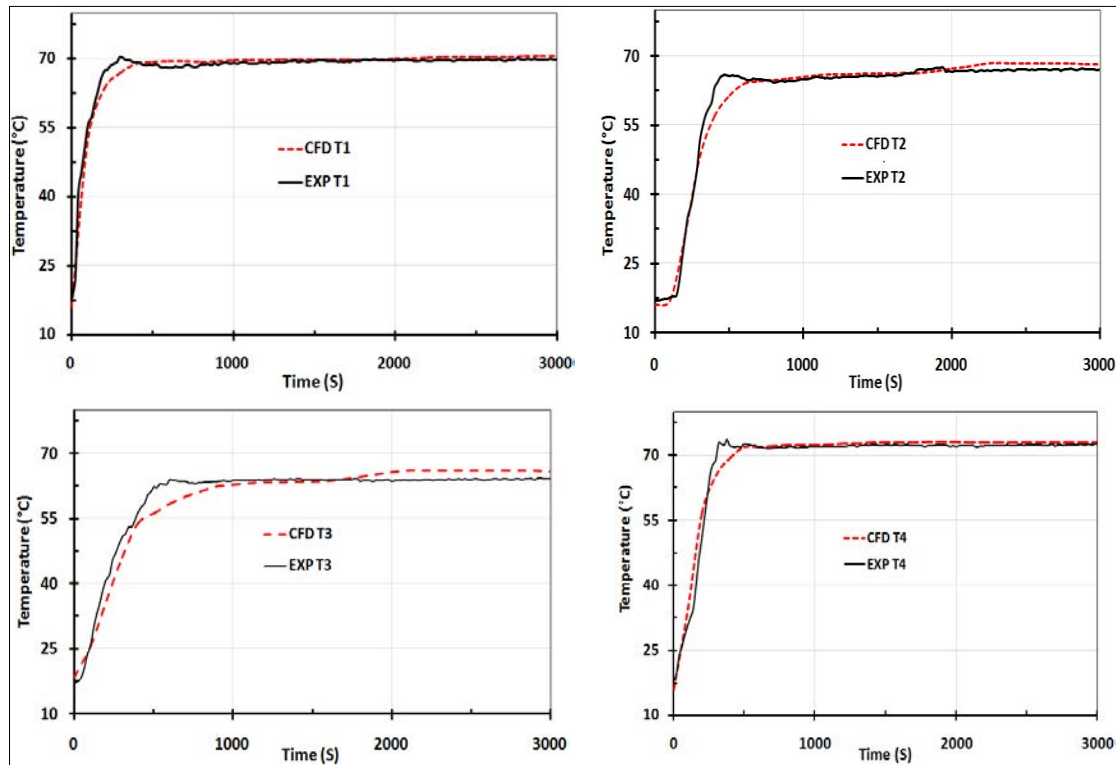 70
55
40
25
10
Temperature (°C)
CFD T1
EXP T1
0
1000
2000
3000
Time (S)
70
55
40
25
10
Temperature (°C)
CFD T2
EXP T2
0
1000
2000
3000
Time (S)
70
55
40
25
10
Temperature (°C)
CFD T3
EXP T3
0
1000
2000
3000
Time (S)
70
55
40
25
10
Temperature (°C)
CFD T4
EXP T4
0
1000
2000
3000
Time (S)